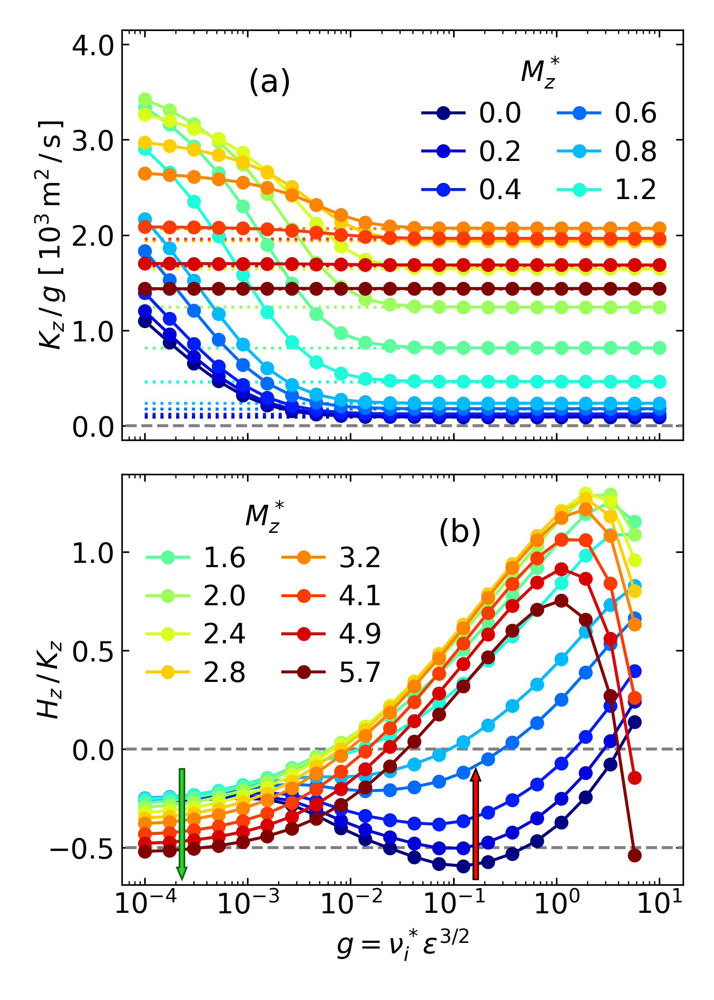 4.0
3.0
2.0
1.0
0.0
K_z / g [ 10^3 m^2 / s ]
(a)
M_z^*
0.0 0.6
0.2 0.8
0.4 1.2
1.0
0.5
0.0
−0.5
H_z / K_z
M_z^*
(b)
1.6 3.2
2.0 4.1
2.4 4.9
2.8 5.7
10^{−4} 10^{−3} 10^{−2} 10^{−1} 10^0 10^1
g = ν_i^* ϵ^{3/2}